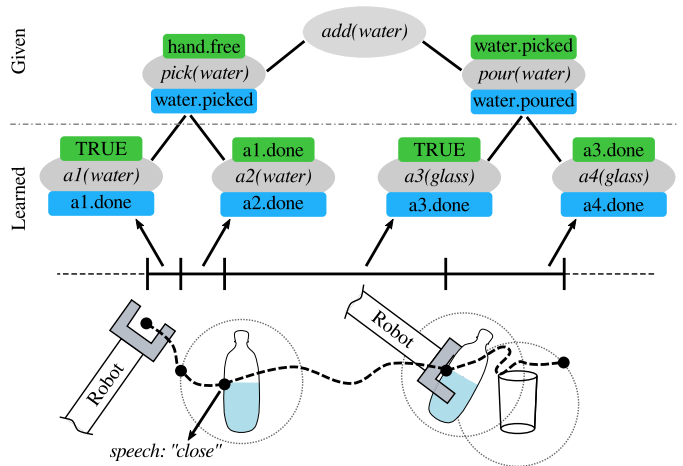 Given
add(water)
hand.free
pick(water)
water.picked
water.picked
pour(water)
water.poured
Learned
TRUE
a1(water)
a1.done
a1.done
a2(water)
a2.done
TRUE
a3(glass)
a3.done
a3.done
a4(glass)
a4.done
Robot
Robot
speech: "close"